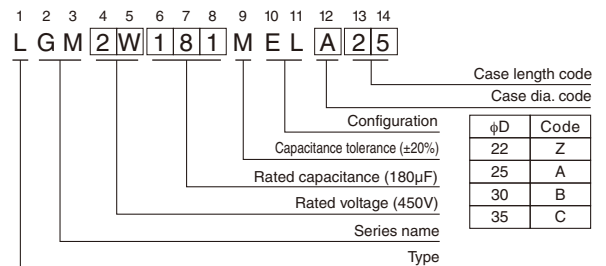 1 2 3 4 5 6 7 8 9 10 11 12 13 14
L G M 2 W 1 8 1 M E L A 2 5
Case length code
Case dia. code
Configuration
Capacitance tolerance (±20%)
Rated capacitance (180µF)
Rated voltage (450V)
Series name
Type
ϕD Code
22 Z
25 A
30 B
35 C